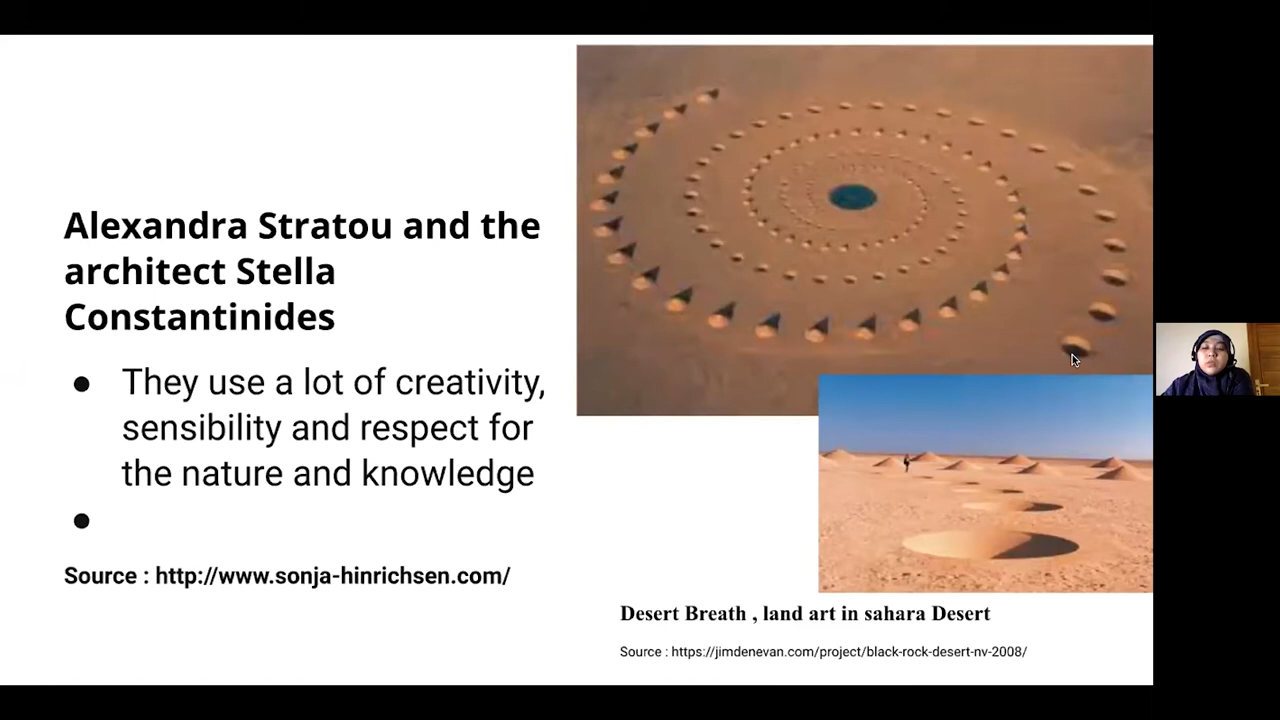 Alexandra Stratou and the
architect Stella
Constantinides
● They use a lot of creativity,
sensibility and respect for
the nature and knowledge
●
Source : http://www.sonja-hinrichsen.com/
Desert Breath , land art in sahara Desert
Source : https://jimdenevan.com/project/black-rock-desert-nv-2008/